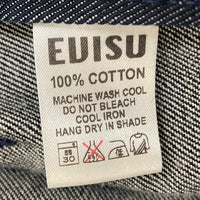 EVISU
100% COTTON
MACHINE WASH COOL
DO NOT BLEACH
COOL IRON
HANG DRY IN SHADE
30